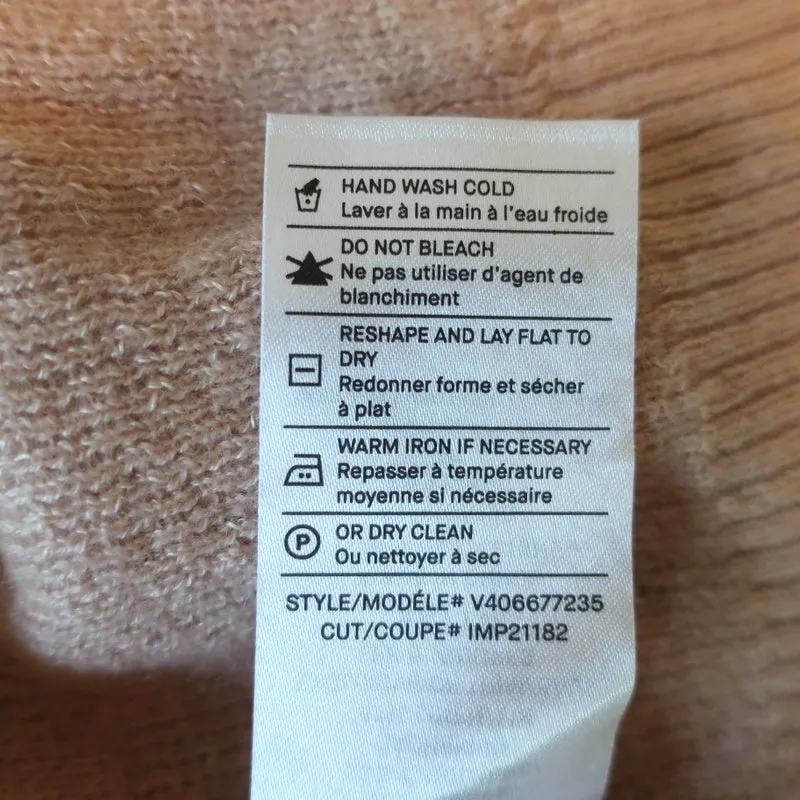 HAND WASH COLD
Laver à la main à l'eau froide
DO NOT BLEACH
Ne pas utiliser d'agent de
blanchiment
RESHAPE AND LAY FLAT TO
DRY
Redonner forme et sécher
à plat
WARM IRON IF NECESSARY
Repasser à température
moyenne si nécessaire
P
OR DRY CLEAN
Ou nettoyer à sec
STYLE/MODÉLE# V406677235
CUT/COUPE# IMP21182